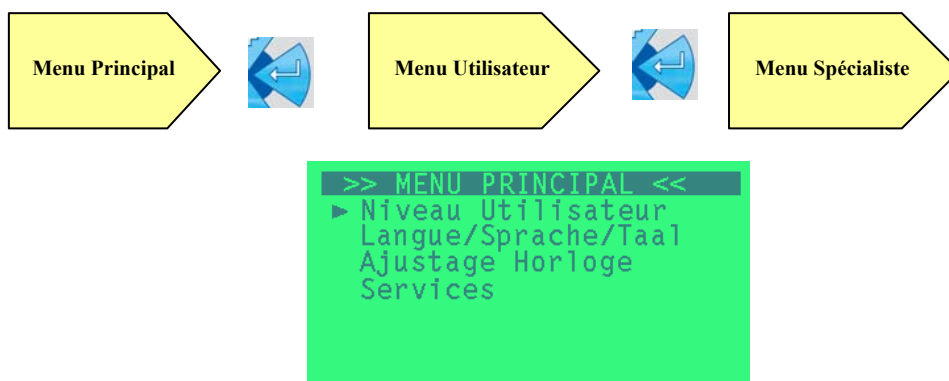 Menu Principal
Menu Utilisateur
Menu Spécialiste
>> MENU PRINCIPAL <<
► Niveau Utilisateur
Langue/Sprache/Taal
Ajustage Horloge
Services